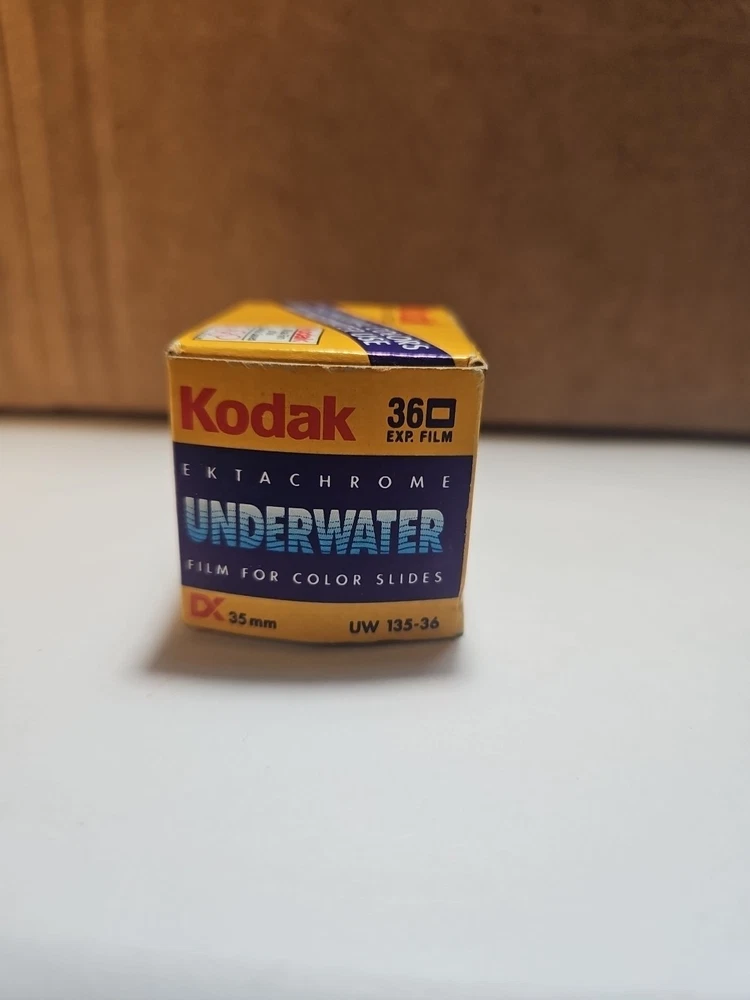 Kodak
36
EXP. FILM
EKTACHROME
UNDERWATER
FILM FOR COLOR SLIDES
DX 35mm
UW 135-36